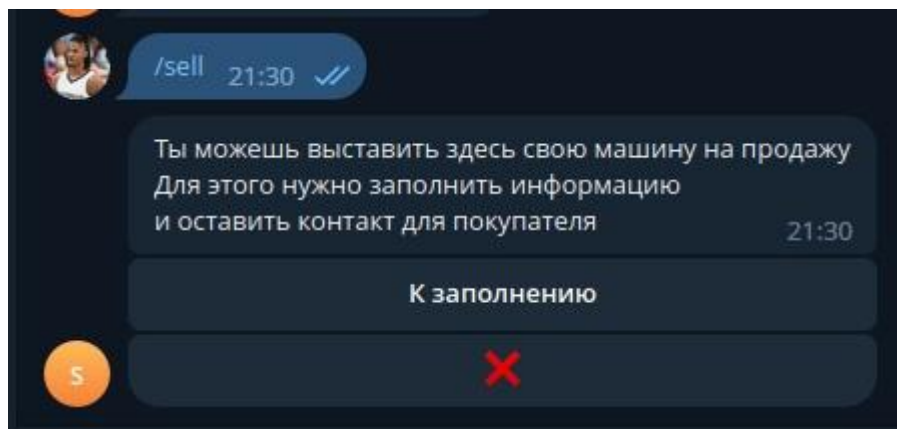 /sell 21:30
Ты можешь выставить здесь свою машину на продажу
Для этого нужно заполнить информацию
и оставить контакт для покупателя
21:30
К заполнению
S